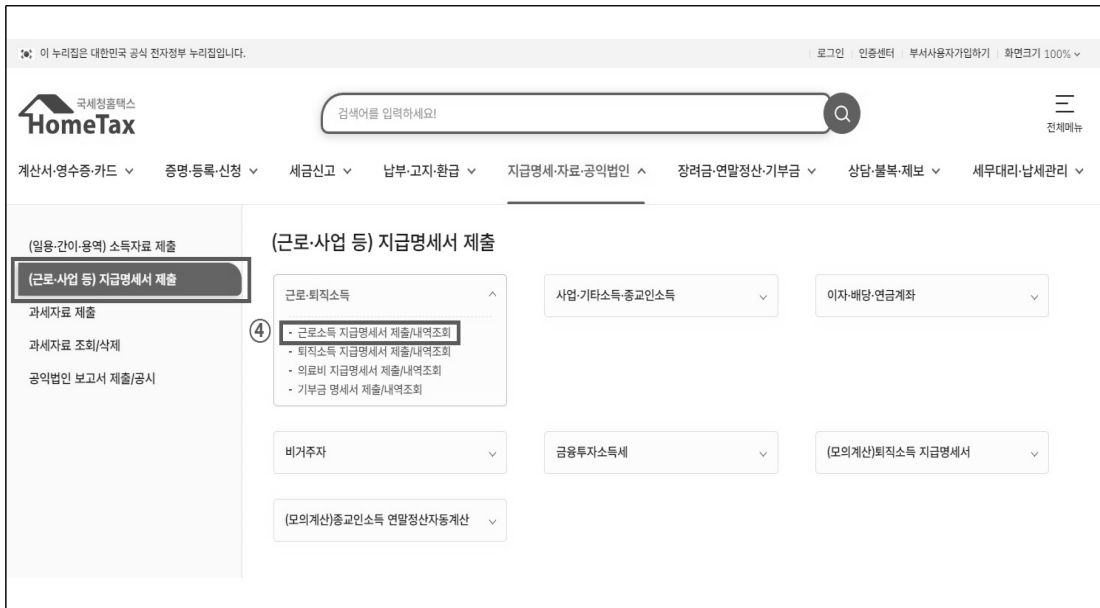 이 누리집은 대한민국 공식 전자정부 누리집입니다.
로그인 인증센터 부서사용자가입하기 화면크기 100%
국세청홈택스
HomeTax
검색어를 입력하세요!
전체메뉴
계산서·영수증·카드 증명·등록·신청 세금신고 납부·고지·환급 지급명세·자료·공익법인 장려금·연말정산·기부금 상담·불복·제보 세무대리·납세관리
(일용·간이·용역) 소득자료 제출
(근로·사업 등) 지급명세서 제출
과세자료 제출
과세자료 조회/삭제
공익법인 보고서 제출/공시
(근로·사업 등) 지급명세서 제출
근로·퇴직소득
④
- 근로소득 지급명세서 제출/내역조회
- 퇴직소득 지급명세서 제출/내역조회
- 의료비 지급명세서 제출/내역조회
- 기부금 명세서 제출/내역조회
사업·기타소득·종교인소득
이자·배당·연금계좌
비거주자
금융투자소득세
(모의계산)퇴직소득 지급명세서
(모의계산)종교인소득 연말정산자동계산